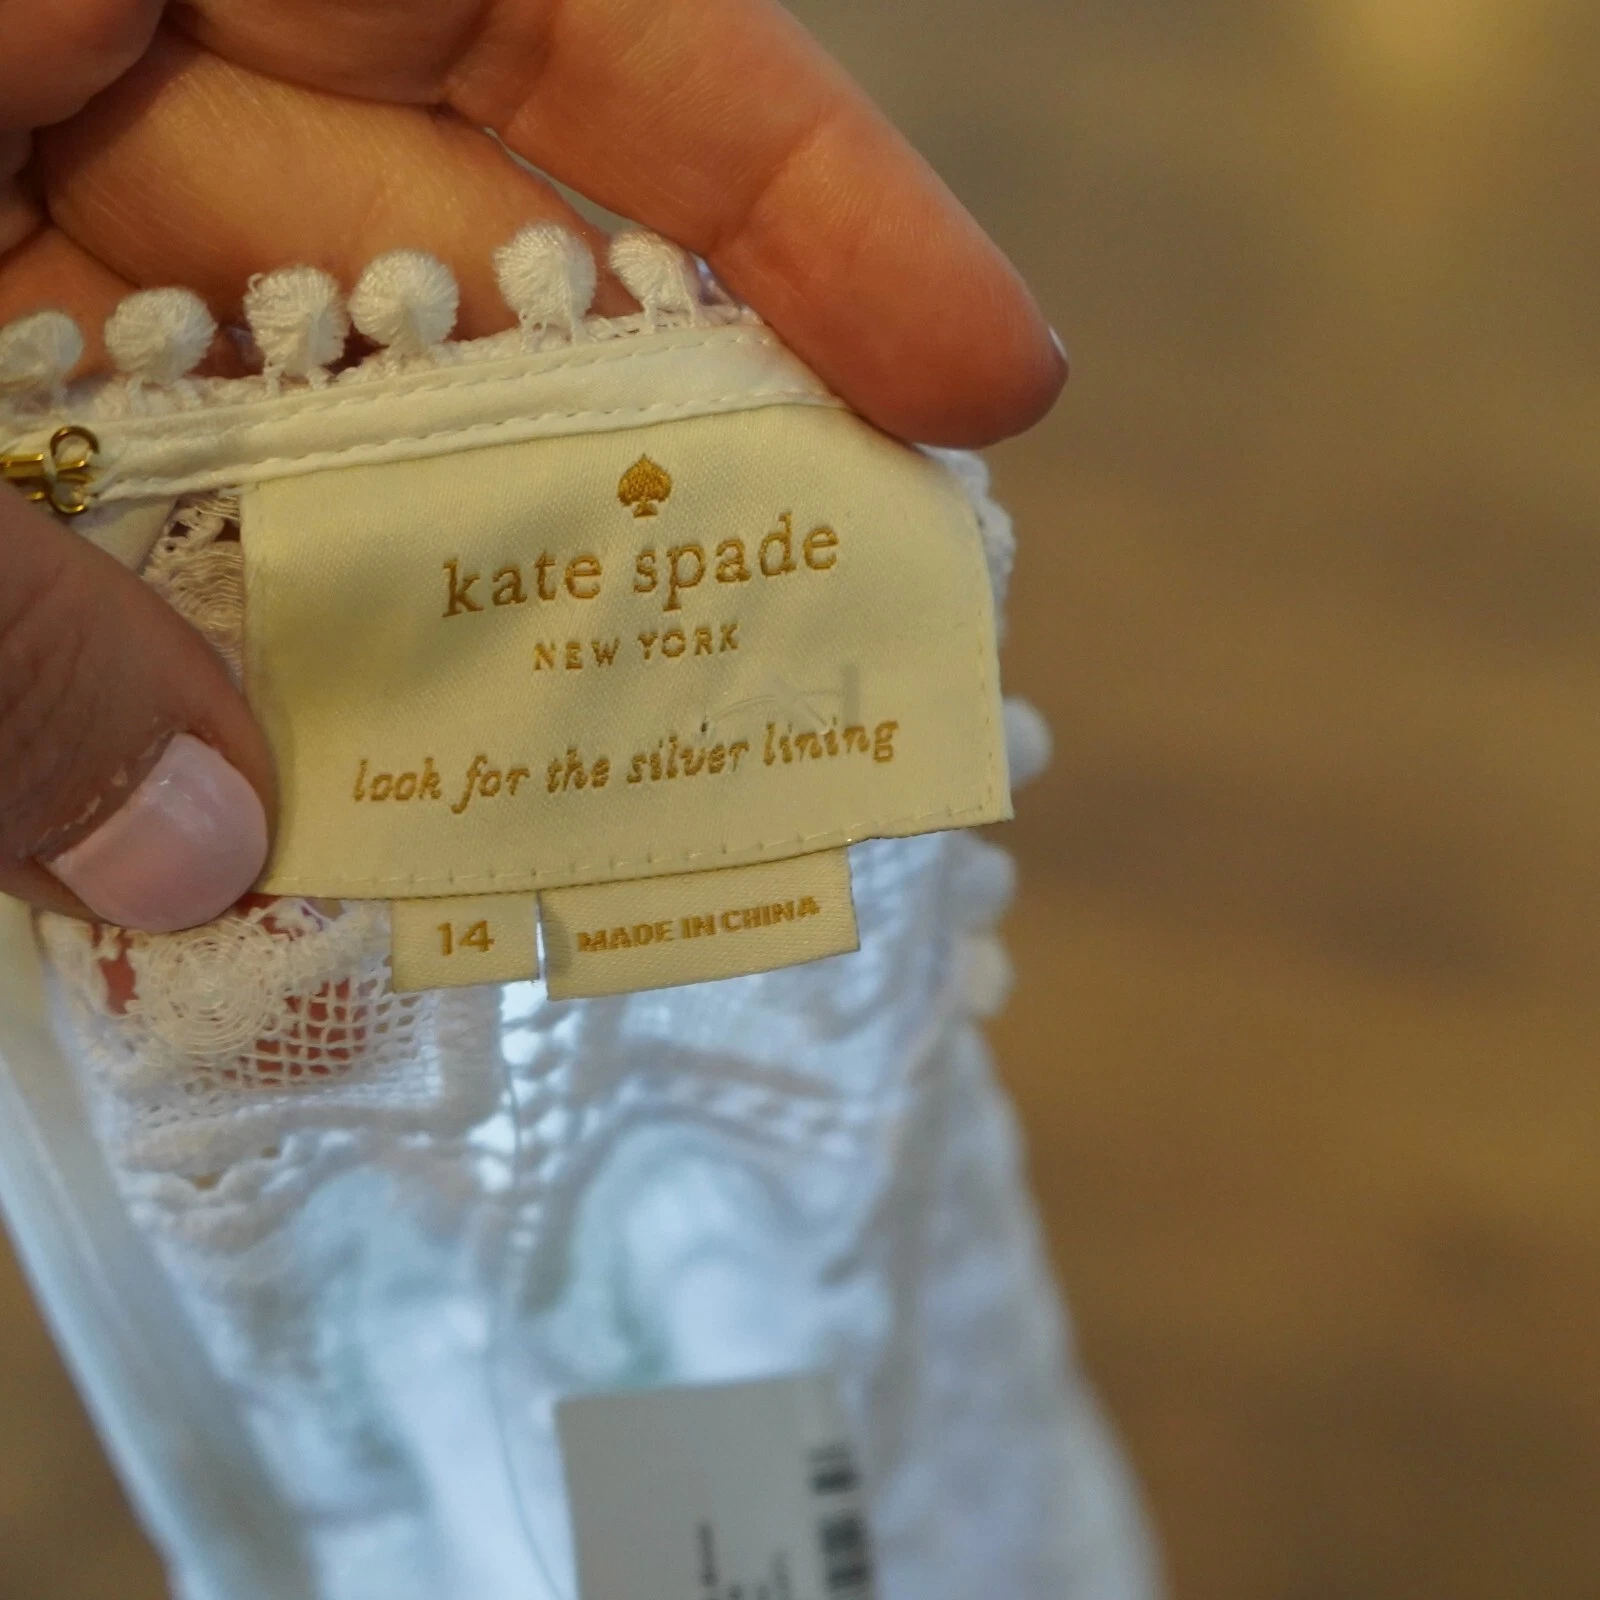 kate spade
NEW YORK
look for the silver lining
14
MADE IN CHINA